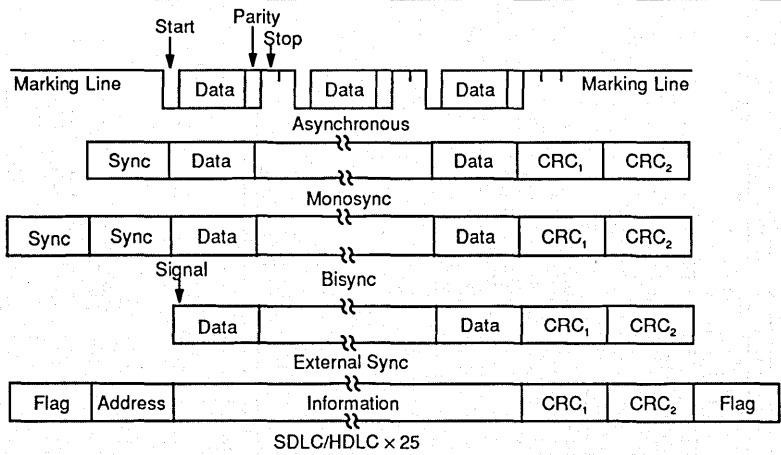 Start
Parity
Stop
Marking Line Data Data Data Marking Line
Asynchronous
Sync Data Data CRC₁ CRC₂
Monosync
Sync Sync Data Data CRC₁ CRC₂
Signal
Bisync
Data Data CRC₁ CRC₂
External Sync
Flag Address Information CRC₁ CRC₂ Flag
SDLC/HDLC × 25